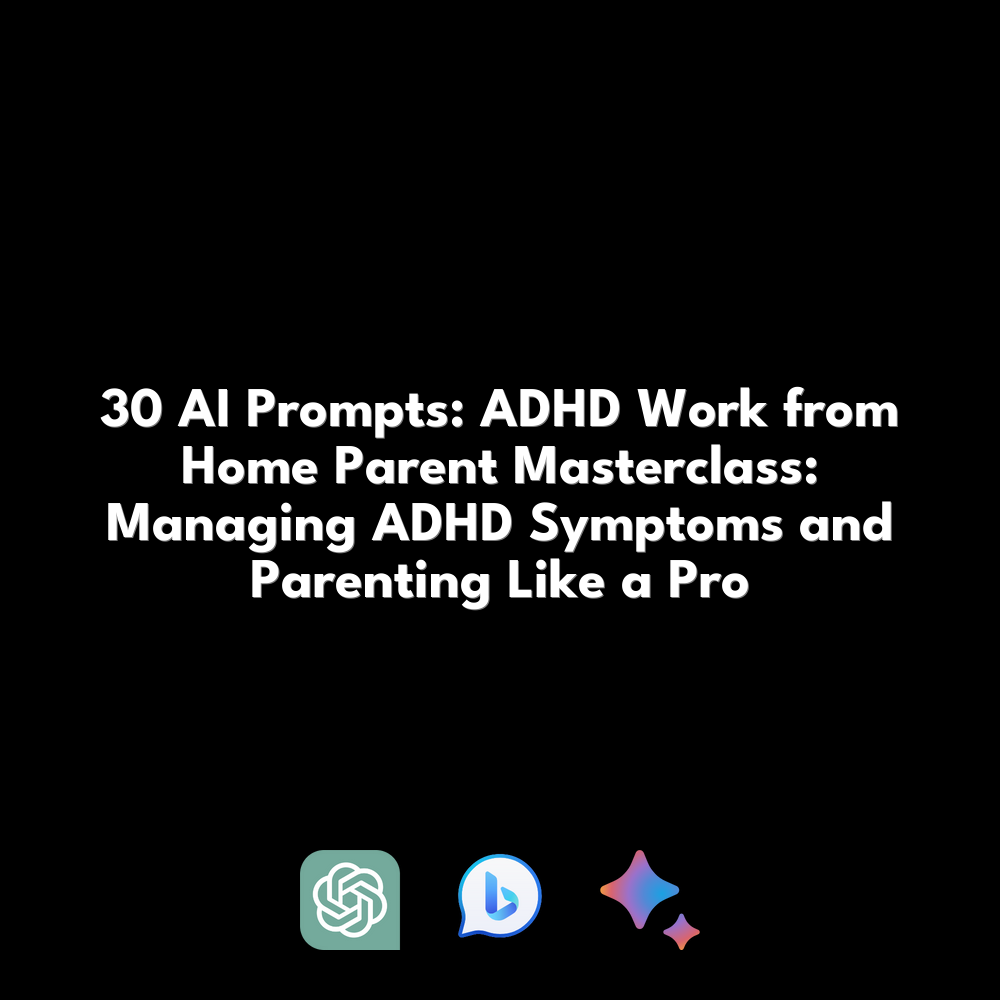 30 AI Prompts: ADHD Work from
Home Parent Masterclass:
Managing ADHD Symptoms and
Parenting Like a Pro